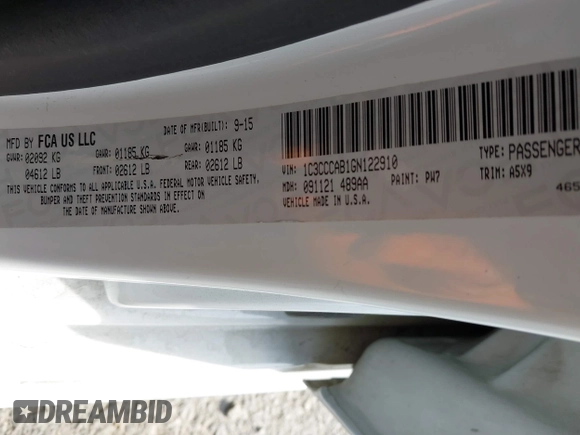 MFD BY FCA US LLC
DATE OF MFR(BUILT): 9-15
GVWR: 02092 KG GAWR: 01185 KG GAWR: 01185 KG
04612 LB FRONT: 02612 LB REAR: 02612 LB
THIS VEHICLE CONFORMS TO ALL APPLICABLE U.S.A. FEDERAL MOTOR VEHICLE SAFETY,
BUMPER AND THEFT PREVENTION STANDARDS IN EFFECT ON
THE DATE OF MANUFACTURE SHOWN ABOVE.
VIN: 1C3CCCAB1GN122910 TYPE: PASSENGER
MDH: 091121 489AA PAINT: PW7 TRIM: ASX9
VEHICLE MADE IN U.S.A.
DREAMBID